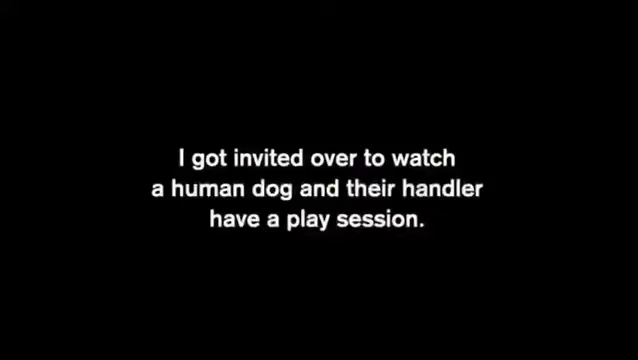 I got invited over to watch
a human dog and their handler
have a play session.